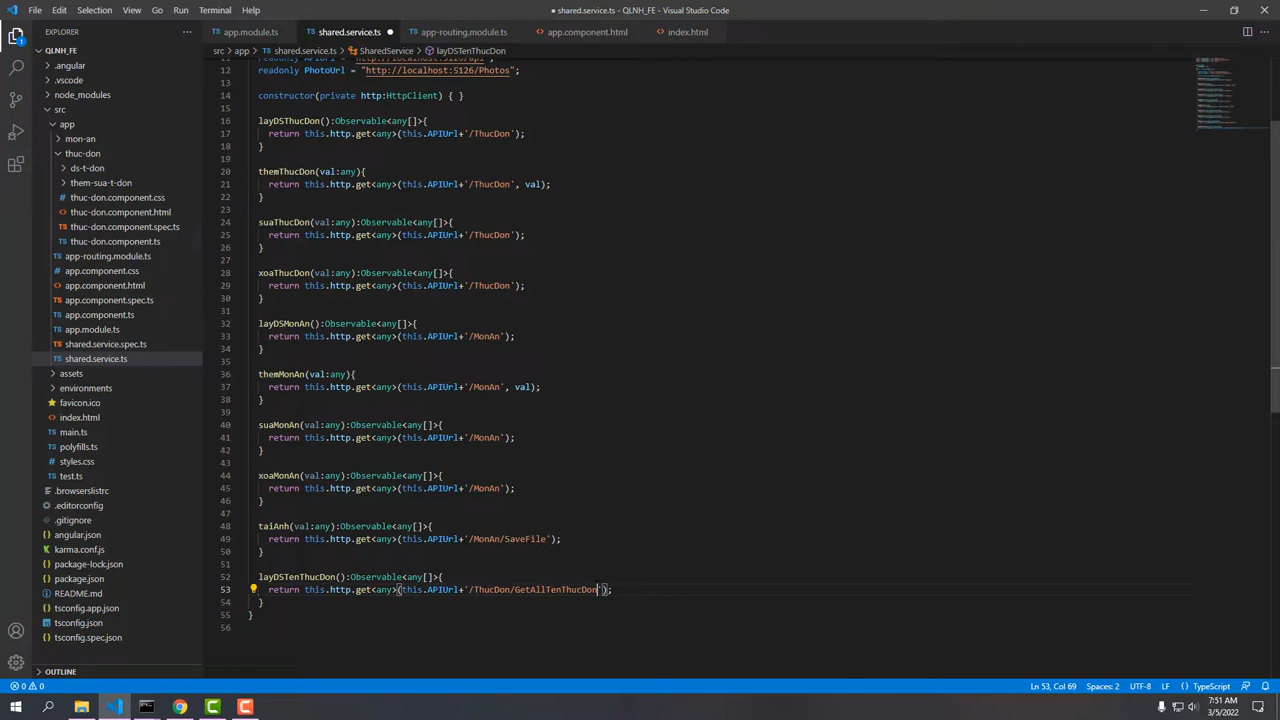 File Edit Selection View Go Run Terminal Help
● shared.service.ts - QLNH_FE - Visual Studio Code
EXPLORER
app.module.ts shared.service.ts app-routing.module.ts app.component.html index.html
QLNH_FE
src > app > shared.service.ts > SharedService > layDSTenThucDon
.angular
.vscode
node_modules
src
app
mon-an
thuc-don
ds-t-don
them-sua-t-don
thuc-don.component.css
thuc-don.component.html
thuc-don.component.spec.ts
thuc-don.component.ts
app-routing.module.ts
app.component.css
app.component.html
app.component.spec.ts
app.component.ts
app.module.ts
shared.service.spec.ts
shared.service.ts
assets
environments
favicon.ico
index.html
main.ts
polyfills.ts
styles.css
test.ts
.browserslistrc
.editorconfig
.gitignore
angular.json
karma.conf.js
package-lock.json
package.json
README.md
tsconfig.app.json
tsconfig.json
tsconfig.spec.json
OUTLINE
11 readonly APIUrl = "http://localhost:5126/api";
12 readonly PhotoUrl = "http://localhost:5126/Photos";
13
14 constructor(private http:HttpClient) { }
15
16 layDSThucDon():Observable<any[]>{
17 return this.http.get<any>(this.APIUrl+'/ThucDon');
18 }
19
20 themThucDon(val:any){
21 return this.http.get<any>(this.APIUrl+'/ThucDon', val);
22 }
23
24 suaThucDon(val:any):Observable<any[]>{
25 return this.http.get<any>(this.APIUrl+'/ThucDon');
26 }
27
28 xoaThucDon(val:any):Observable<any[]>{
29 return this.http.get<any>(this.APIUrl+'/ThucDon');
30 }
31
32 layDSMonAn():Observable<any[]>{
33 return this.http.get<any>(this.APIUrl+'/MonAn');
34 }
35
36 themMonAn(val:any){
37 return this.http.get<any>(this.APIUrl+'/MonAn', val);
38 }
39
40 suaMonAn(val:any):Observable<any[]>{
41 return this.http.get<any>(this.APIUrl+'/MonAn');
42 }
43
44 xoaMonAn(val:any):Observable<any[]>{
45 return this.http.get<any>(this.APIUrl+'/MonAn');
46 }
47
48 taiAnh(val:any):Observable<any[]>{
49 return this.http.get<any>(this.APIUrl+'/MonAn/SaveFile');
50 }
51
52 layDSTenThucDon():Observable<any[]>{
53 return this.http.get<any>(this.APIUrl+'/ThucDon/GetAllTenThucDon');
54 }
55 }
56
0 0 Ln 53, Col 69 Spaces: 2 UTF-8 LF {} TypeScript
7:51 AM
3/5/2022